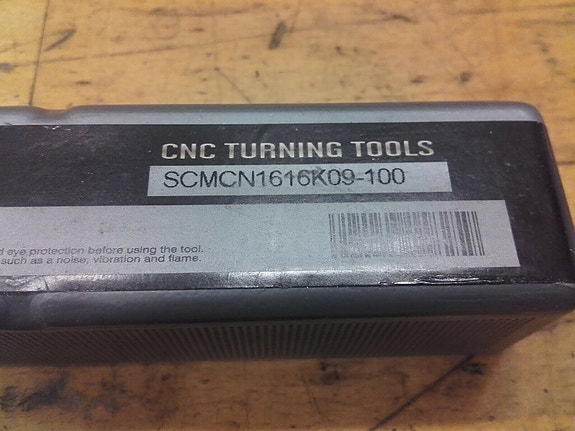 CNC TURNING TOOLS
SCMCN1616K09-100
eye protection before using the tool.
such as a noise, vibration and flame.